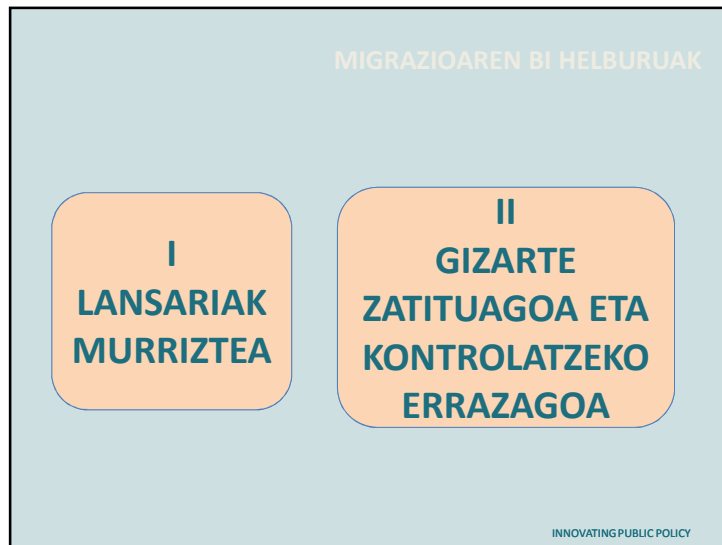 MIGRAZIOAREN BI HELBURUAK
I
LANSARIAK
MURRIZTEA
II
GIZARTE
ZATITUAGOA ETA
KONTROLATZEKO
ERRAZAGOA
INNOVATING PUBLIC POLICY